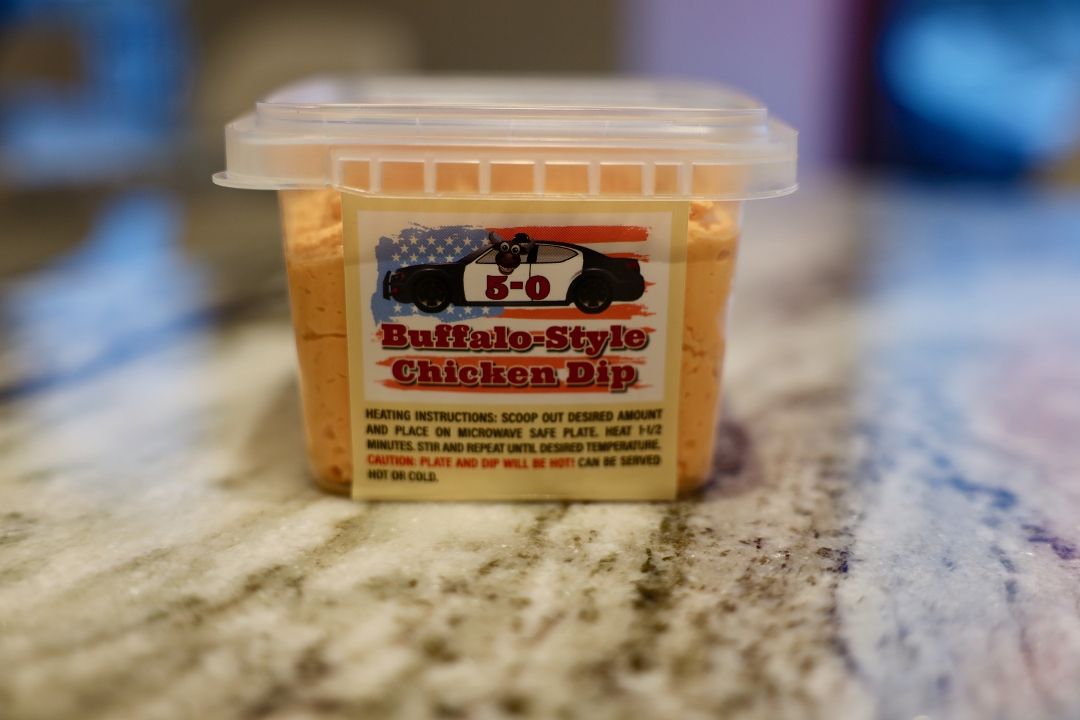 5-0
Buffalo-Style
Chicken Dip
HEATING INSTRUCTIONS: SCOOP OUT DESIRED AMOUNT
AND PLACE ON MICROWAVE SAFE PLATE. HEAT 1-1/2
MINUTES. STIR AND REPEAT UNTIL DESIRED TEMPERATURE.
CAUTION: PLATE AND DIP WILL BE HOT! CAN BE SERVED
HOT OR COLD.